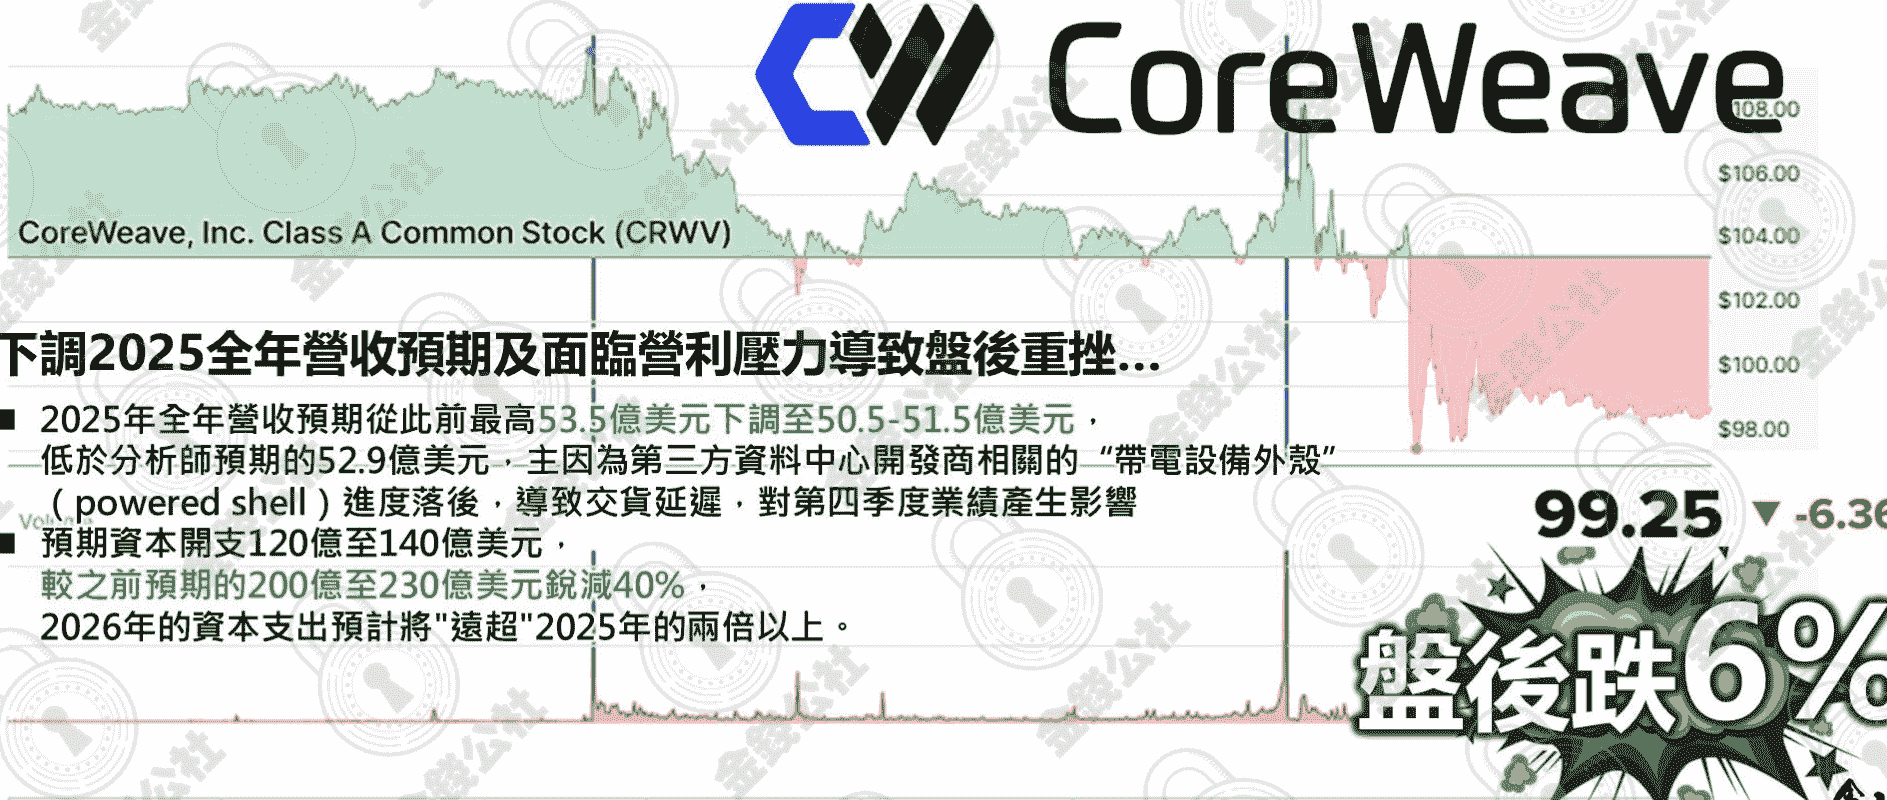 CoreWeave
108.00
$106.00
CoreWeave, Inc. Class A Common Stock (CRWV)
$104.00
$102.00
下調2025全年營收預期及面臨營利壓力導致盤後重挫...
$100.00
■ 2025年全年營收預期從此前最高53.5億美元下調至50.5-51.5億美元，
$98.00
低於分析師預期的52.9億美元，主因為第三方資料中心開發商相關的“帶電設備外殼”
（powered shell）進度落後，導致交貨延遲，對第四季度業績產生影響
99.25 ▼ -6.36
Volume
■ 預期資本開支120億至140億美元，
較之前預期的200億至230億美元銳減40%，
2026年的資本支出預計將"遠超"2025年的兩倍以上。
盤後跌6%
金錢公社